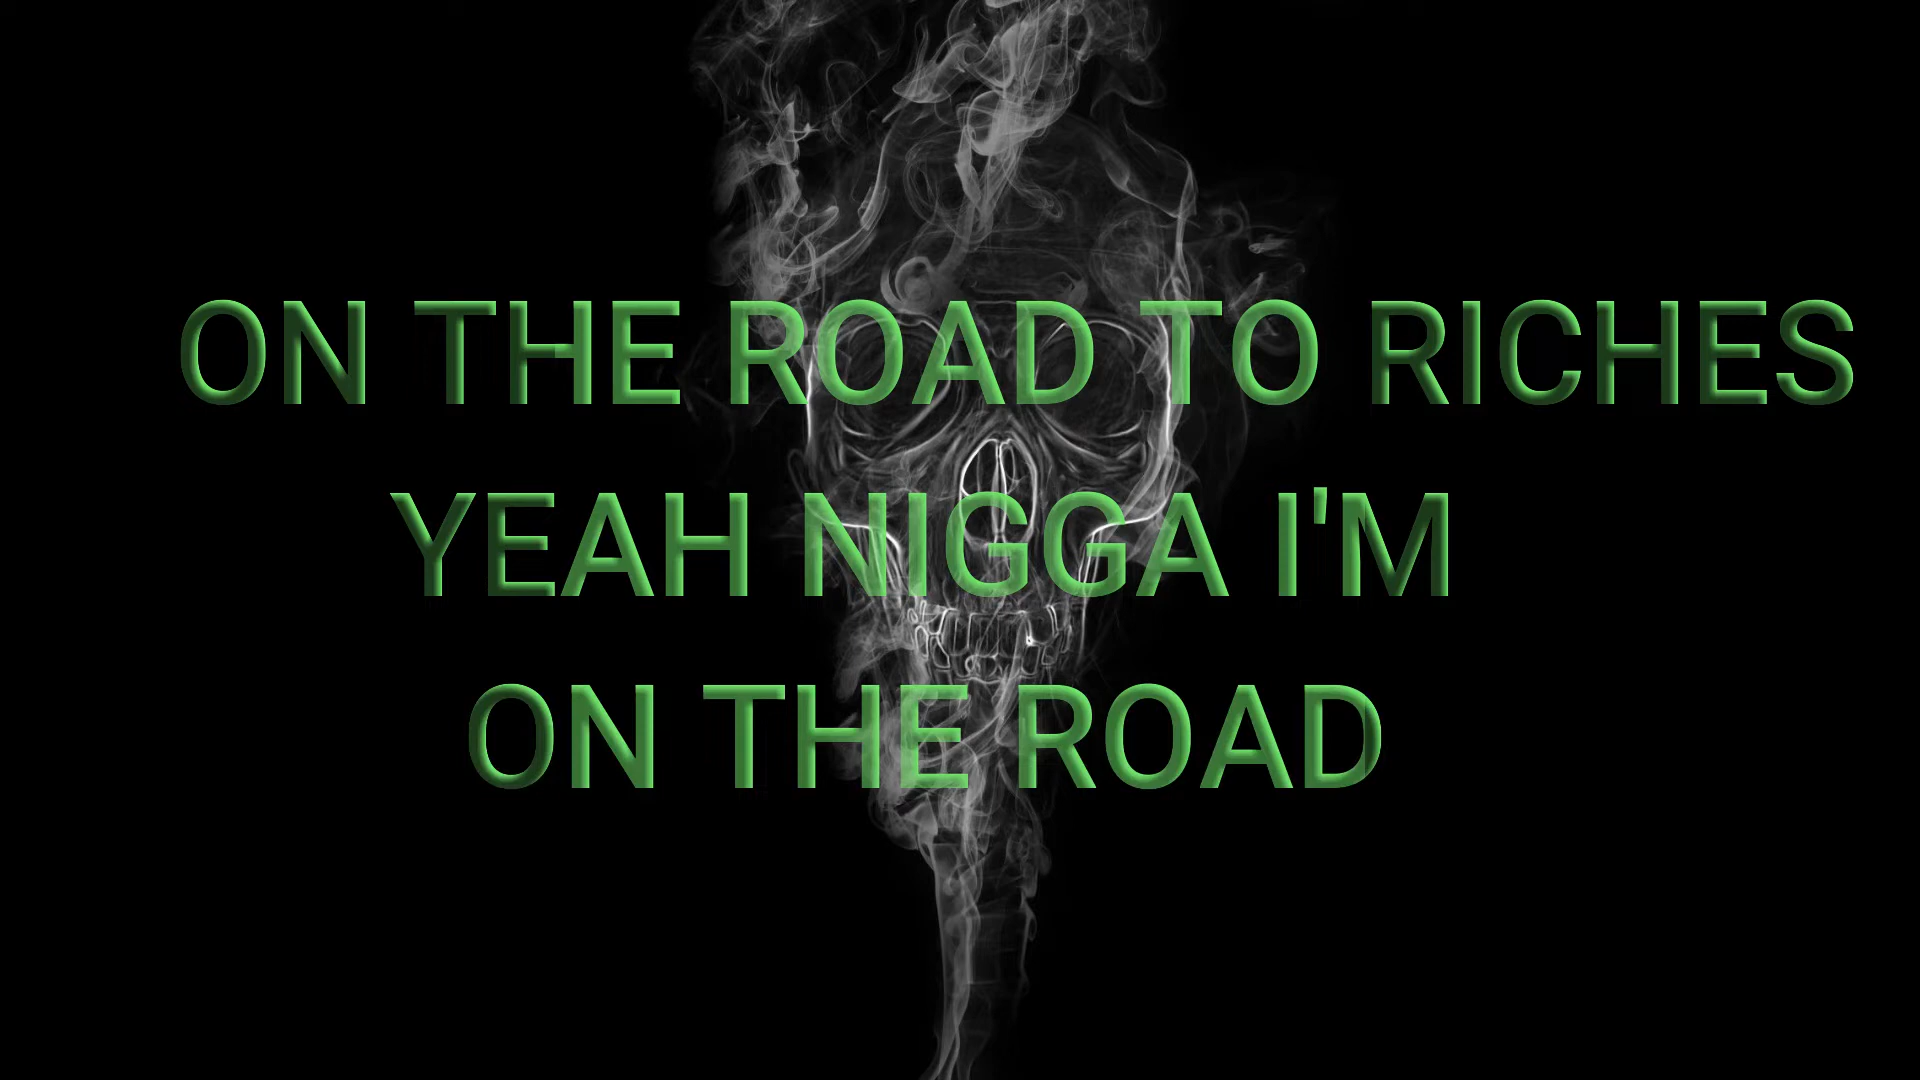 ON THE ROAD TO RICHES
YEAH NIGGA I'M
ON THE ROAD